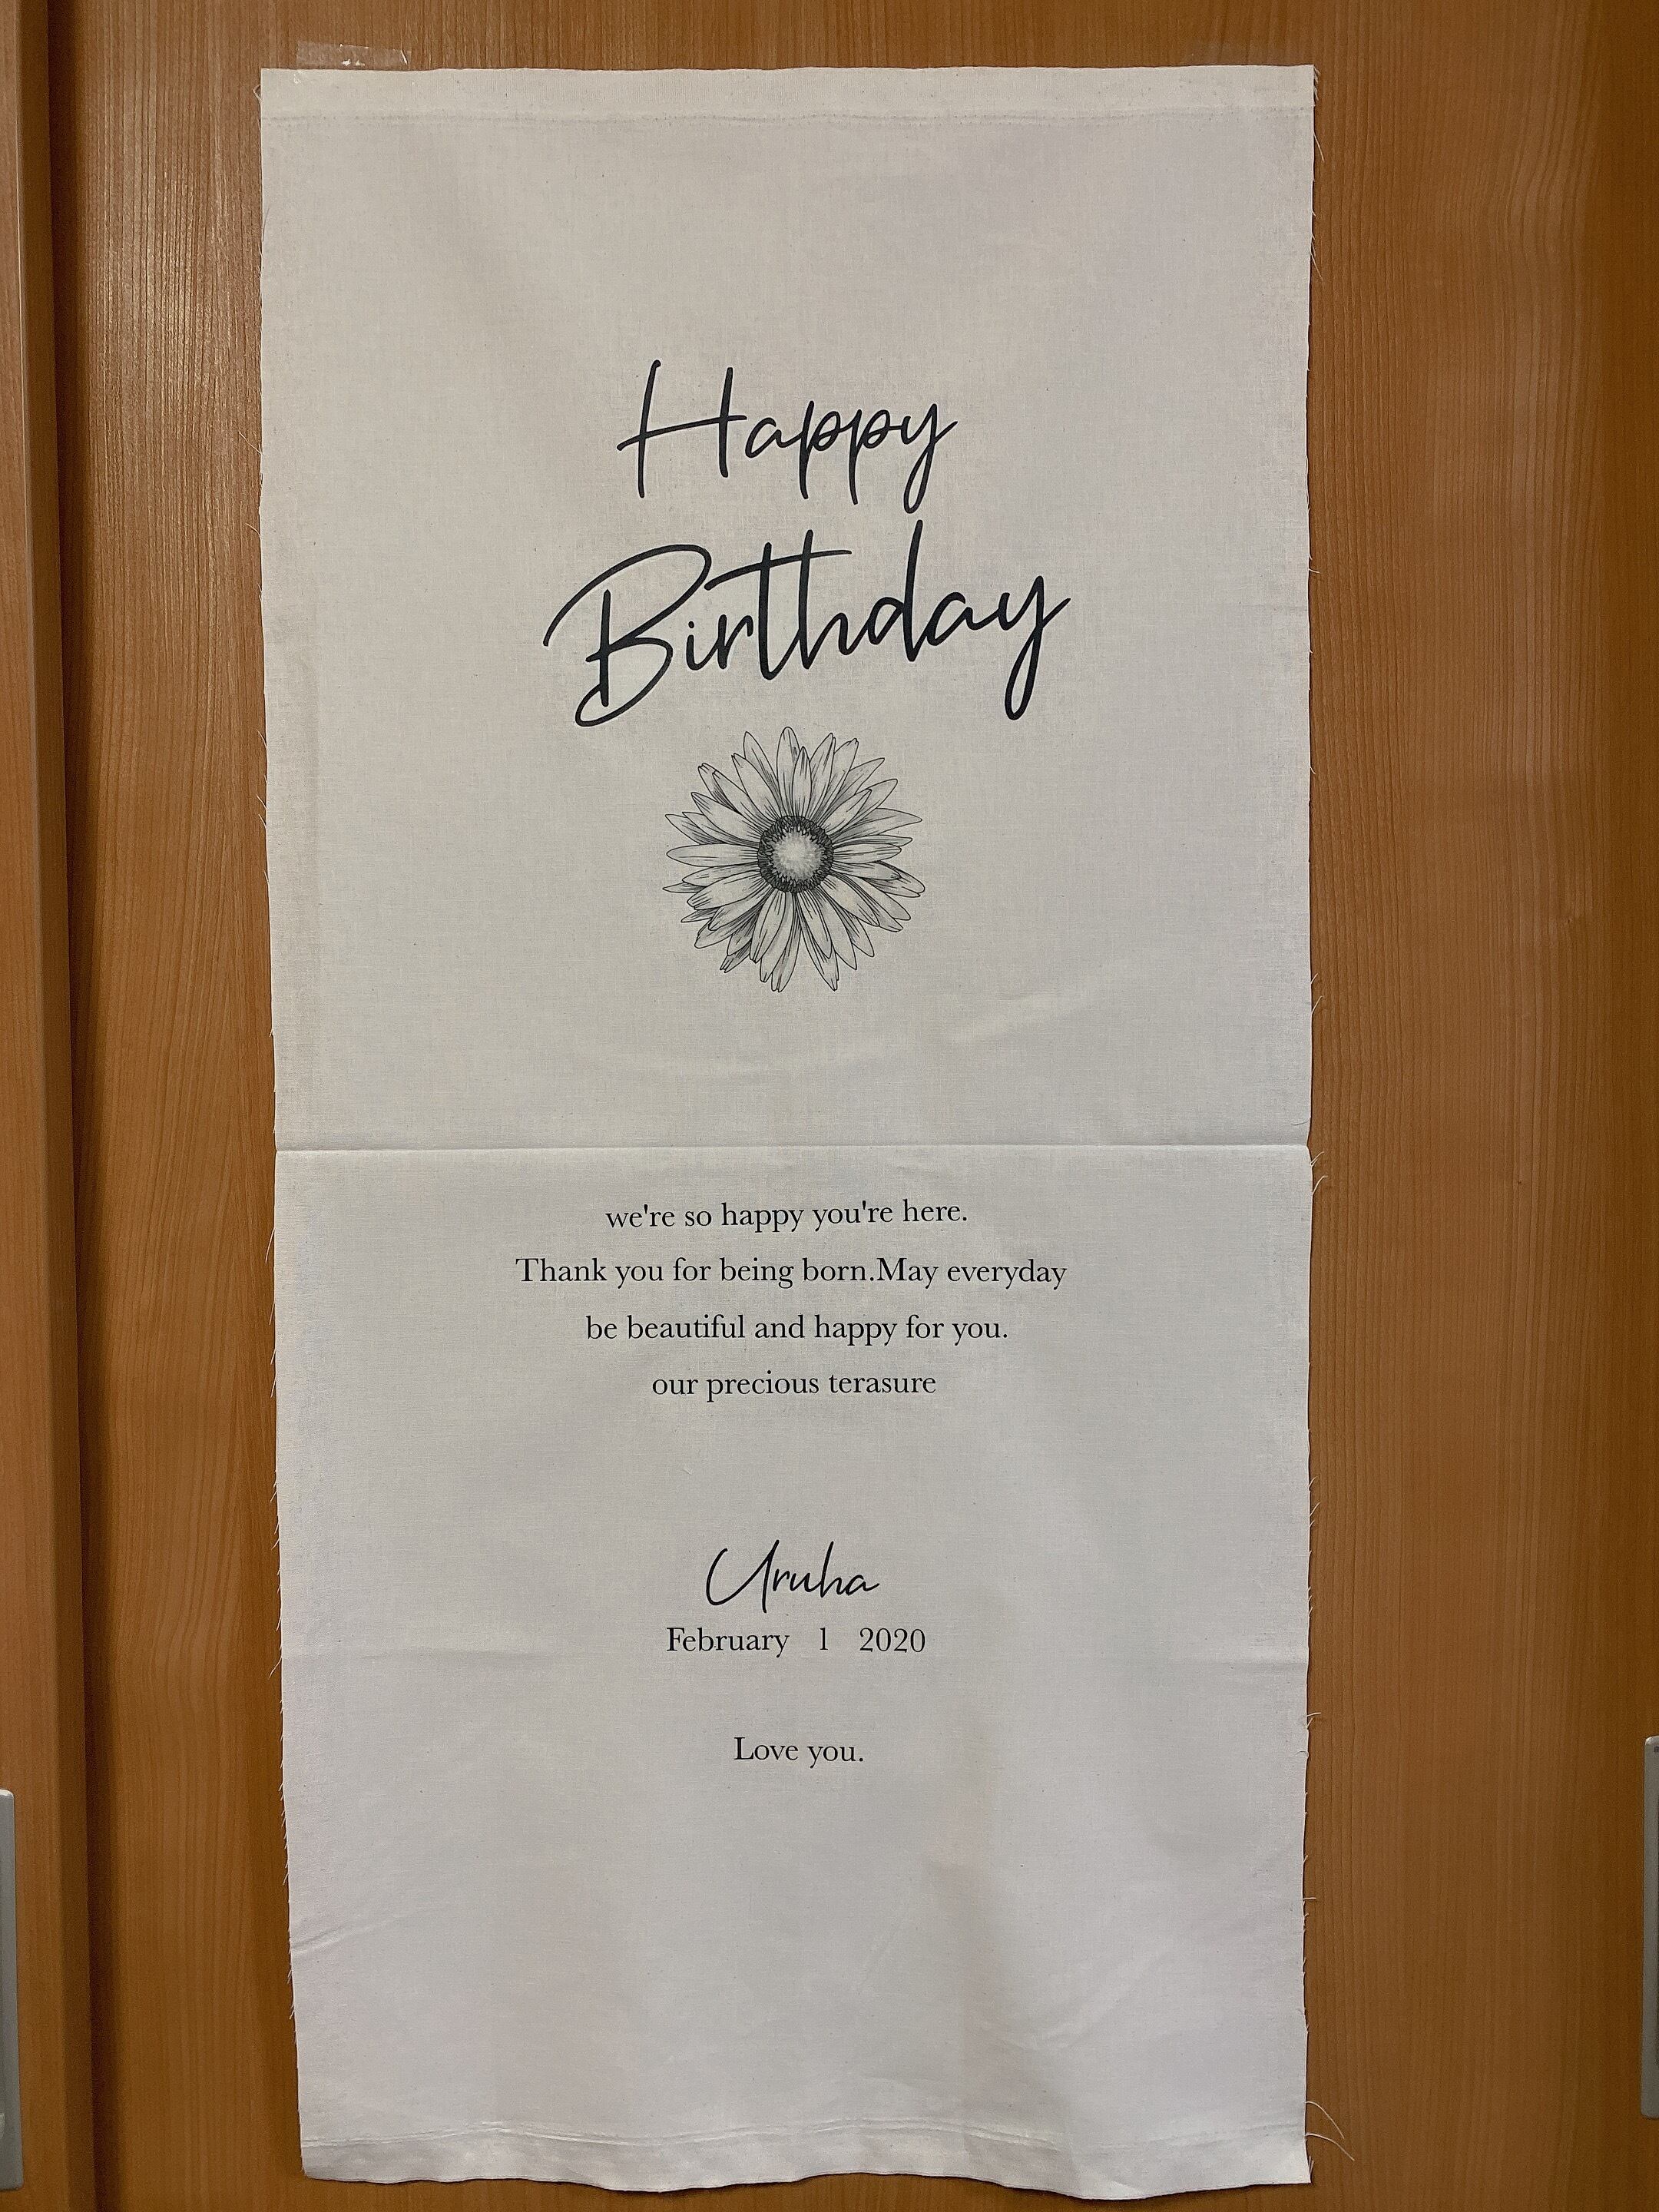 Happy
Birthday
we're so happy you're here.
Thank you for being born.May everyday
be beautiful and happy for you.
our precious terasure
Uruha
February 1 2020
Love you.